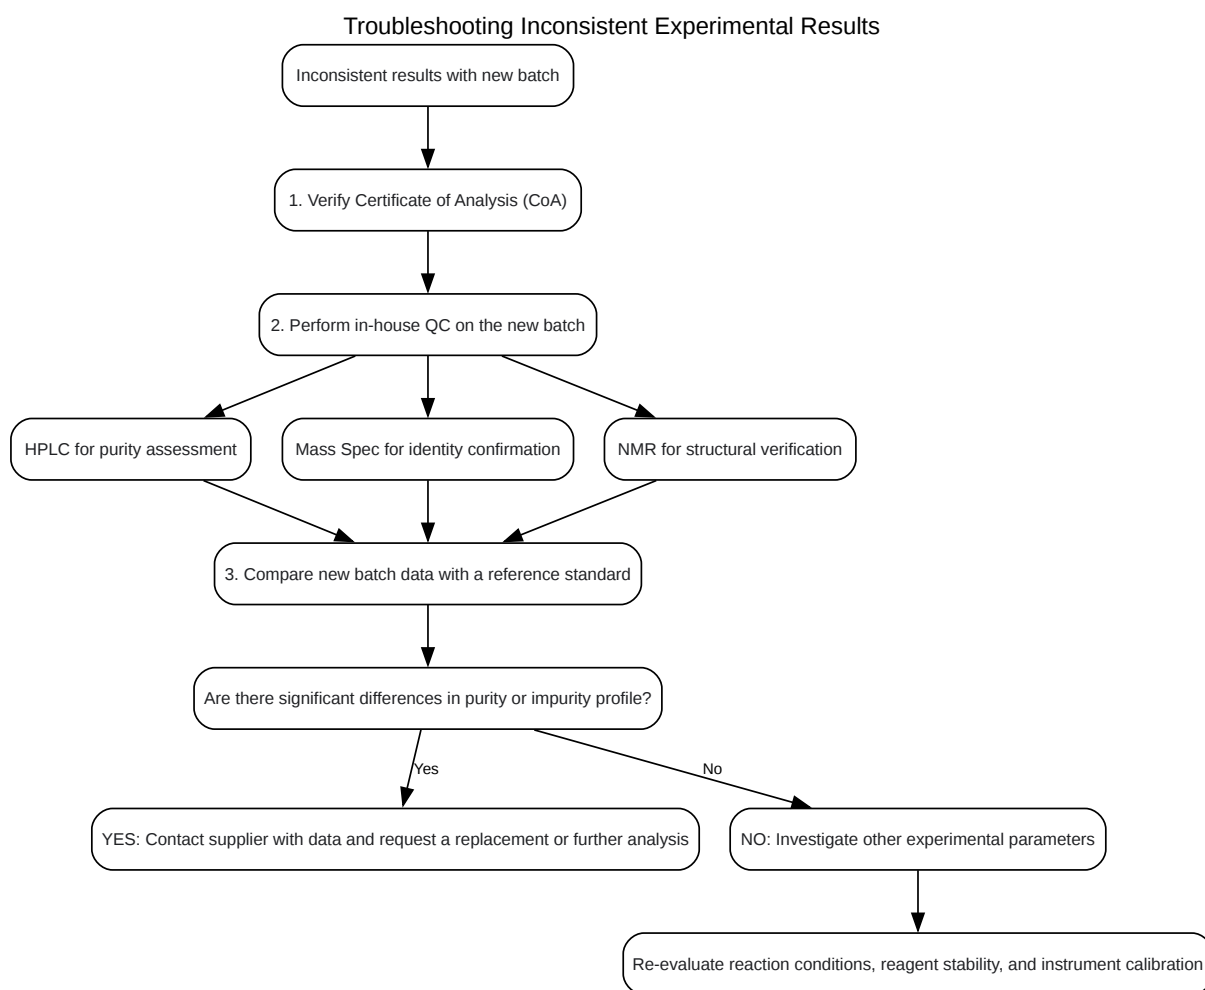 Troubleshooting Inconsistent Experimental Results
Inconsistent results with new batch
1. Verify Certificate of Analysis (CoA)
2. Perform in-house QC on the new batch
HPLC for purity assessment
Mass Spec for identity confirmation
NMR for structural verification
3. Compare new batch data with a reference standard
Are there significant differences in purity or impurity profile?
Yes
No
YES: Contact supplier with data and request a replacement or further analysis
NO: Investigate other experimental parameters
Re-evaluate reaction conditions, reagent stability, and instrument calibration